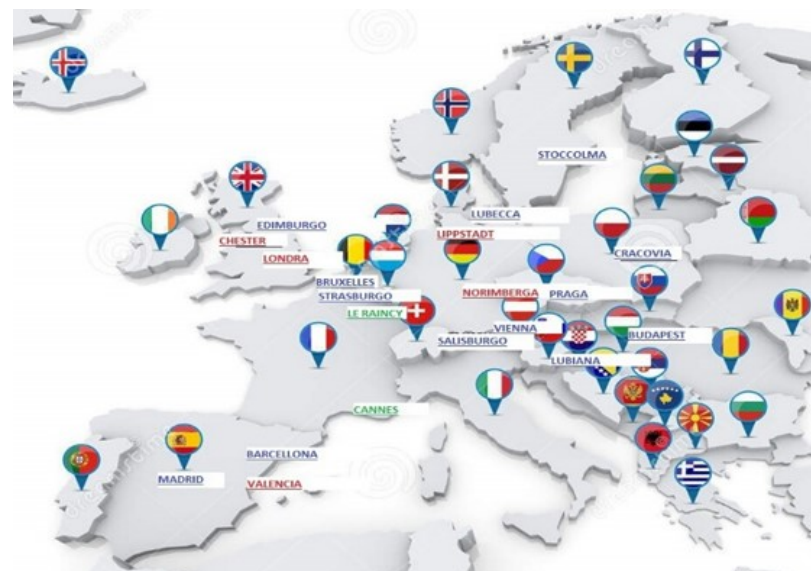 STOCCOLMA
LUBECCA
EDIMBURGO
LIPPSTADT
CHESTER
LONDRA
CRACOVIA
BRUXELLES
NORIMBERGA
PRAGA
STRASBURGO
LE RAINCY
VIENNA
BUDAPEST
SALISBURGO
LUBIANA
CANNES
BARCELLONA
MADRID
VALENCIA